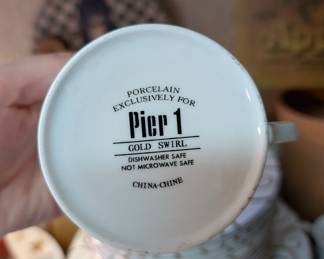 PORCELAIN
EXCLUSIVELY FOR
Pier 1
GOLD SWIRL
DISHWASHER SAFE
NOT MICROWAVE SAFE
CHINA-CHINE